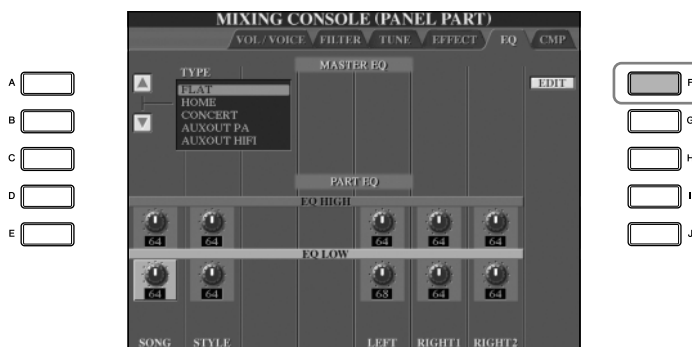 MIXING CONSOLE (PANEL PART)
VOL/VOICE FILTER TUNE EFFECT EQ CMP
MASTER EQ
TYPE
FLAT
HOME
CONCERT
AUXOUT PA
AUXOUT HIFI
EDIT
A
B
C
D
E
F
G
H
I
J
PART EQ
EQ HIGH
64 64 64 64 64
EQ LOW
64 64 68 64 64
SONG STYLE LEFT RIGHT1 RIGHT2